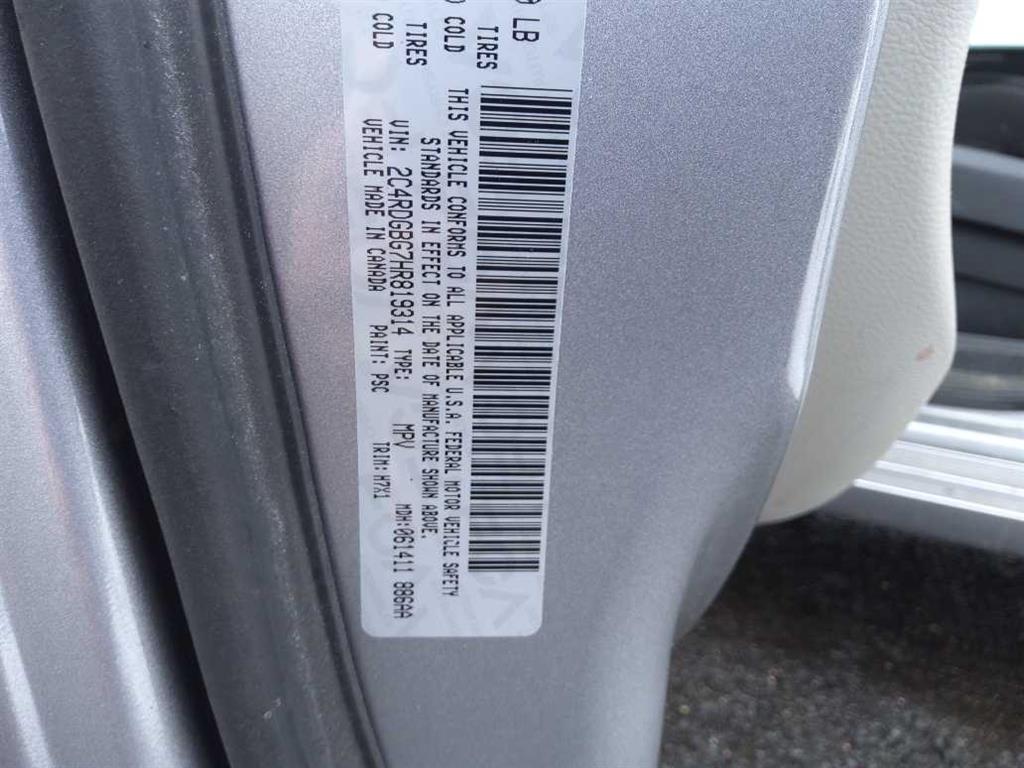 LB
TIRES COLD
TIRES COLD
THIS VEHICLE CONFORMS TO ALL APPLICABLE U.S.A. FEDERAL MOTOR VEHICLE SAFETY
STANDARDS IN EFFECT ON THE DATE OF MANUFACTURE SHOWN ABOVE.
VIN: 2C4RDGBG7HR819314 TYPE: MPV MDH:061411 886AA
VEHICLE MADE IN CANADA PAINT: PSC TRIM:H7X1